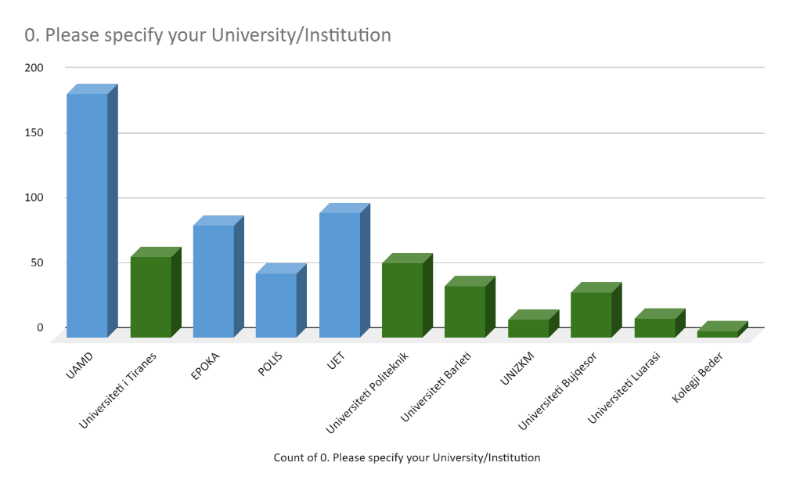 0. Please specify your University/Institution
200
150
100
50
0
UAMD
Universiteti i Tiranes
EPOKA
POLIS
UET
Universiteti Politeknik
Universiteti Barleti
UNIZKM
Universiteti Bujqesor
Universiteti Luarasi
Kolegji Beder
Count of 0. Please specify your University/Institution